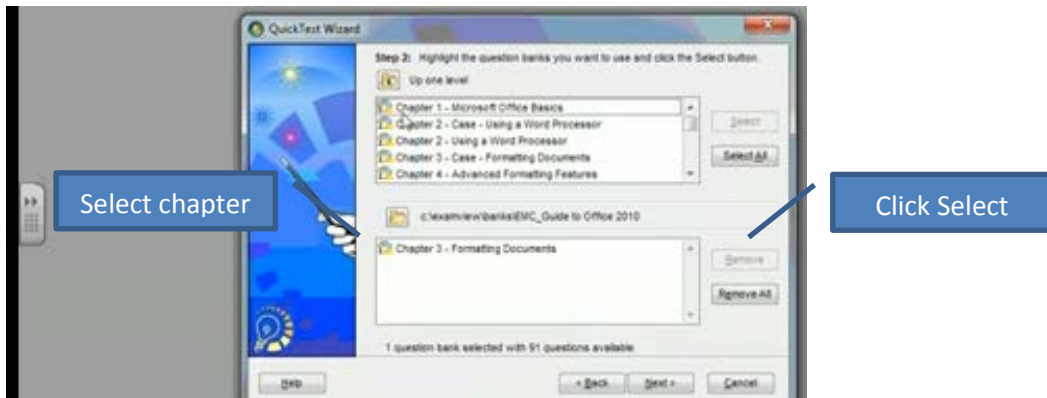 QuickTest Wizard
Step 3: Highlight the question banks you want to use and click the Select button.
Up one level
Chapter 1 - Microsoft Office Basics
Chapter 2 - Case - Using a Word Processor
Chapter 2 - Using a Word Processor
Chapter 3 - Case - Formatting Documents
Chapter 4 - Advanced Formatting Features
Select
Select All
Select chapter
Click Select
c:\examview\banks\EMC_Guide to Office 2010
Chapter 3 - Formatting Documents
Remove
Remove All
1 question bank selected with 91 questions available
Help
< Back
Next >
Cancel